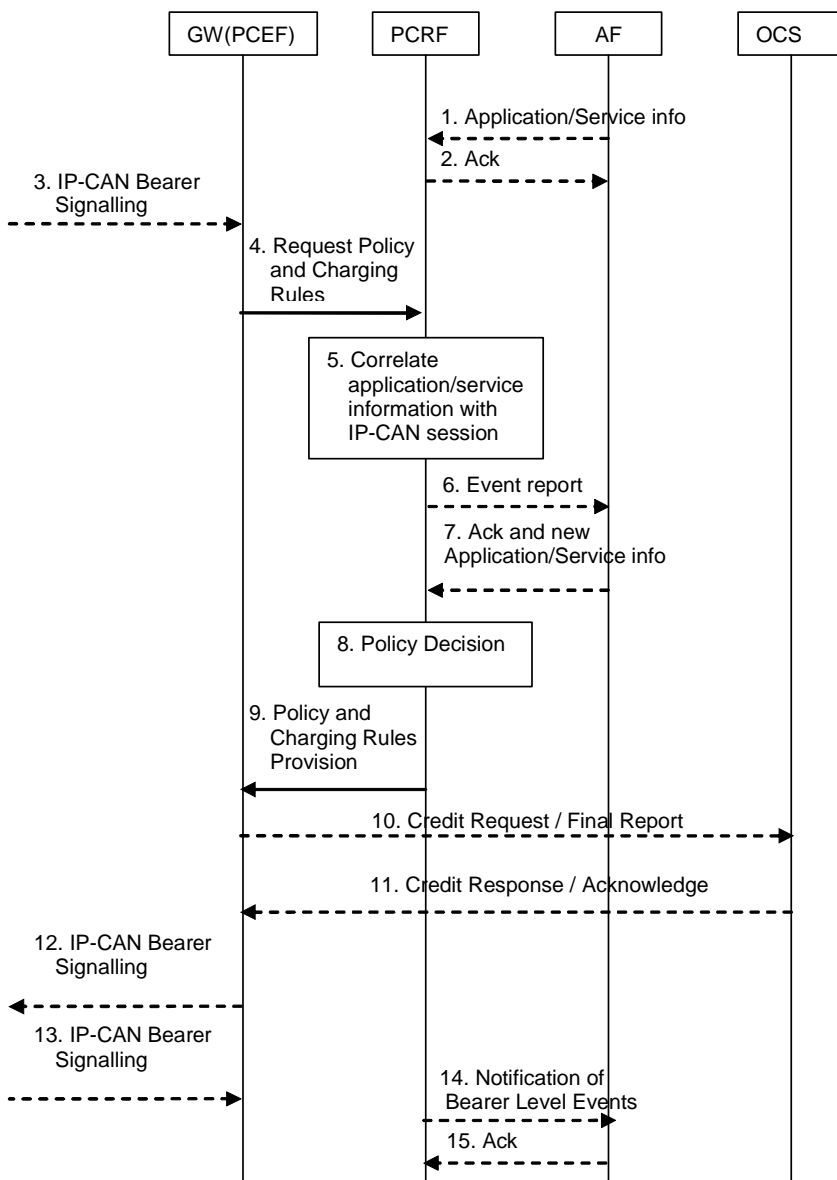 GW(PCEF)
PCRF
AF
OCS
1. Application/Service info
2. Ack
3. IP-CAN Bearer
Signalling
4. Request Policy
and Charging
Rules
5. Correlate
application/service
information with
IP-CAN session
6. Event report
7. Ack and new
Application/Service info
8. Policy Decision
9. Policy and
Charging Rules
Provision
10. Credit Request / Final Report
11. Credit Response / Acknowledge
12. IP-CAN Bearer
Signalling
13. IP-CAN Bearer
Signalling
14. Notification of
Bearer Level Events
15. Ack